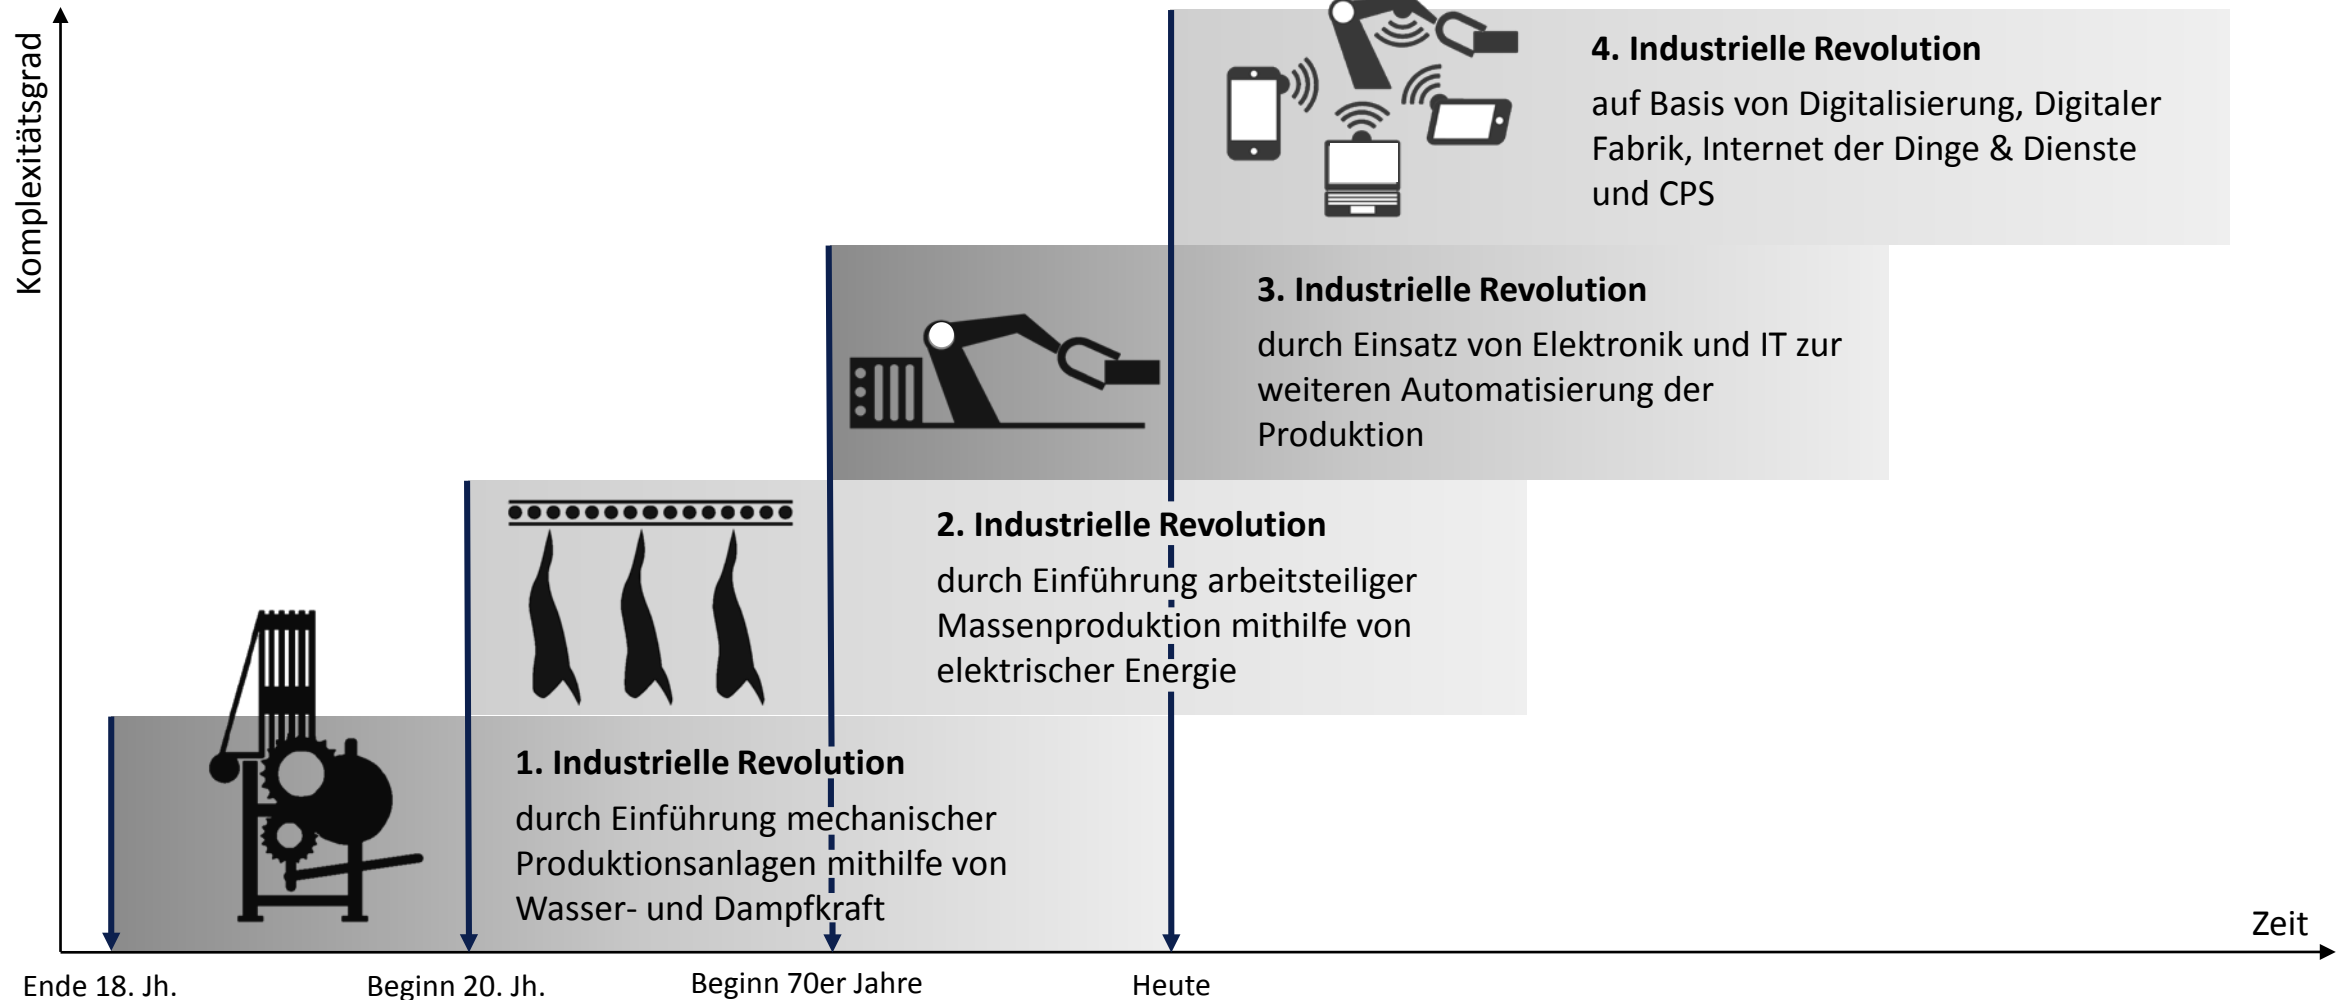 Komplexitätsgrad
4. Industrielle Revolution
auf Basis von Digitalisierung, Digitaler
Fabrik, Internet der Dinge & Dienste
und CPS
3. Industrielle Revolution
durch Einsatz von Elektronik und IT zur
weiteren Automatisierung der
Produktion
2. Industrielle Revolution
durch Einführung arbeitsteiliger
Massenproduktion mithilfe von
elektrischer Energie
1. Industrielle Revolution
durch Einführung mechanischer
Produktionsanlagen mithilfe von
Wasser- und Dampfkraft
Zeit
Ende 18. Jh.
Beginn 20. Jh.
Beginn 70er Jahre
Heute